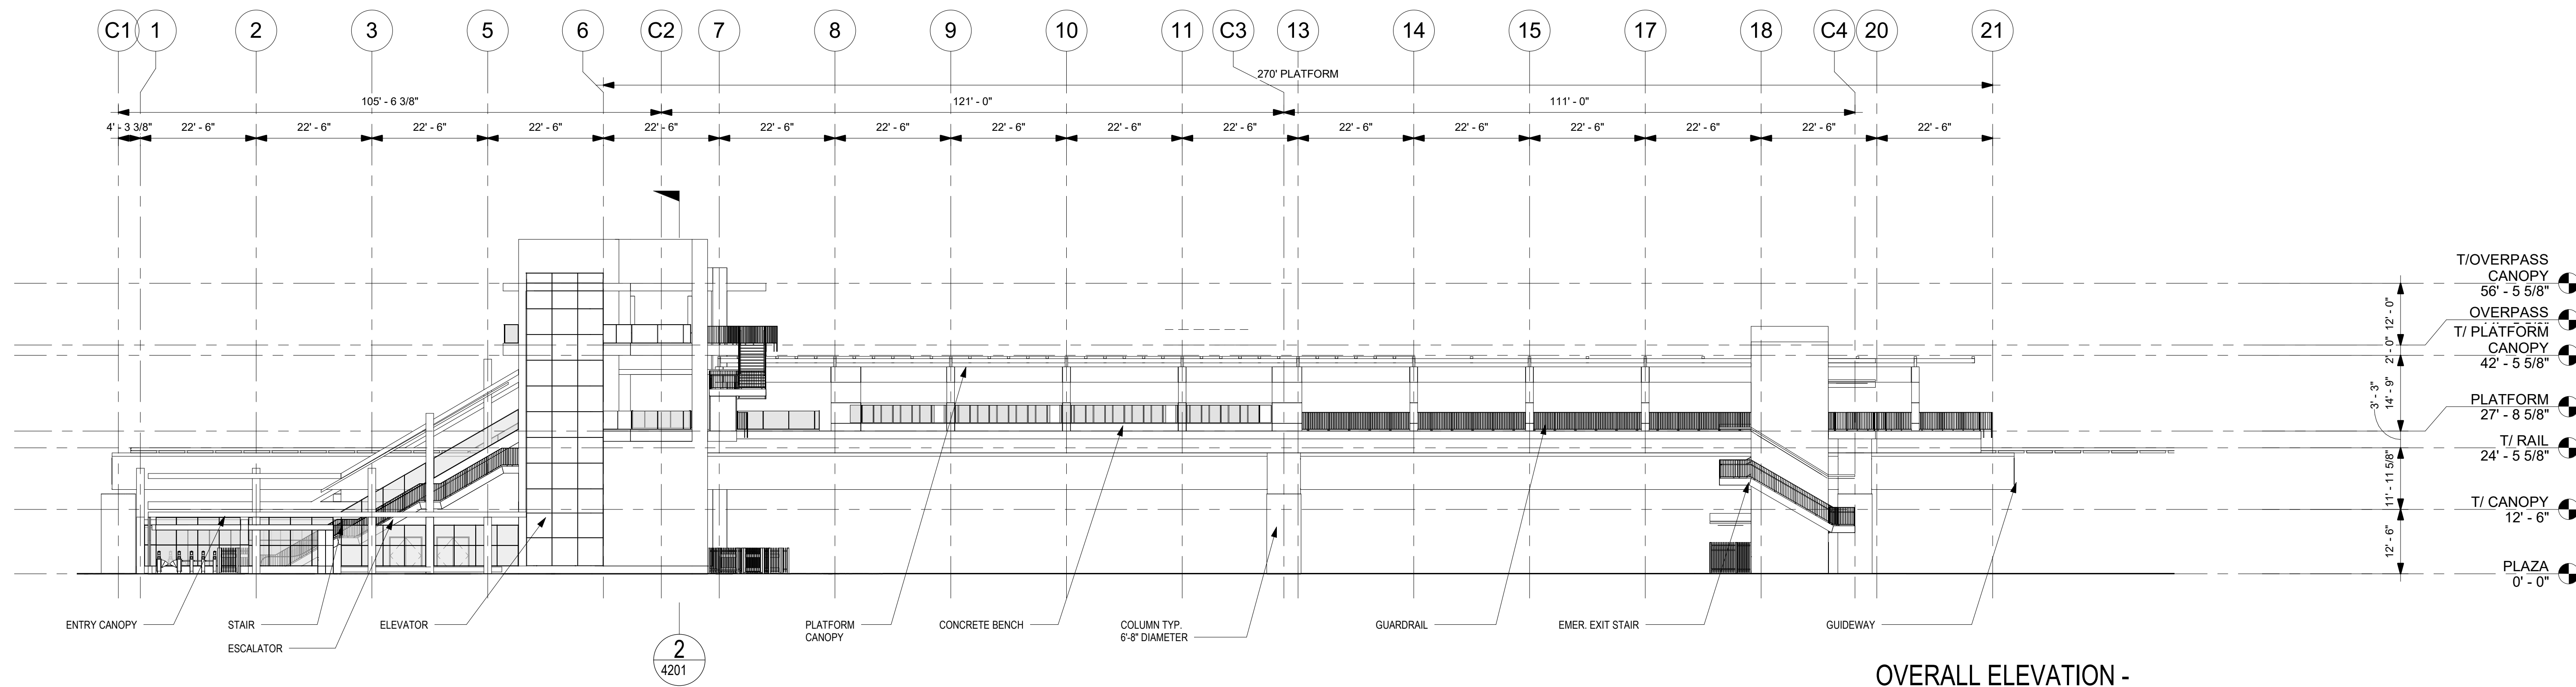 C1 1 2 3 5 6 C2 7 8 9 10 11 C3 13 14 15 17 18 C4 20 21
270' PLATFORM
105' - 6 3/8" 121' - 0" 111' - 0"
4' - 3 3/8" 22' - 6" 22' - 6" 22' - 6" 22' - 6" 22' - 6" 22' - 6" 22' - 6" 22' - 6" 22' - 6" 22' - 6" 22' - 6" 22' - 6" 22' - 6" 22' - 6" 22' - 6" 22' - 6"
T/OVERPASS
CANOPY
56' - 5 5/8"
OVERPASS
T/ PLATFORM
CANOPY
42' - 5 5/8"
PLATFORM
27' - 8 5/8"
T/ RAIL
24' - 5 5/8"
T/ CANOPY
12' - 6"
PLAZA
0' - 0"
12' - 0"
2' - 0"
14' - 9"
3' - 3"
11' - 11 5/8"
12' - 6"
ENTRY CANOPY
STAIR
ESCALATOR
ELEVATOR
PLATFORM
CANOPY
CONCRETE BENCH
COLUMN TYP.
6'-8" DIAMETER
GUARDRAIL
EMER. EXIT STAIR
GUIDEWAY
2
4201
OVERALL ELEVATION -